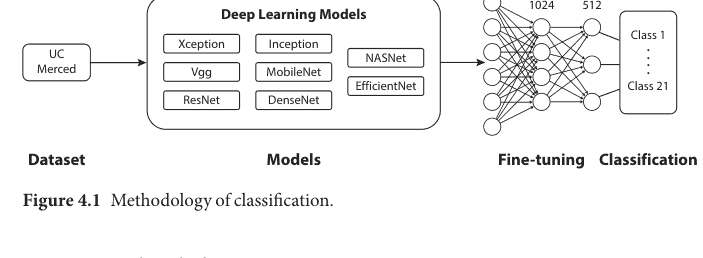 Deep Learning Models
1024
512
UC
Merced
Xception
Inception
NASNet
Vgg
MobileNet
EfficientNet
ResNet
DenseNet
Class 1
Class 21
Dataset
Models
Fine-tuning
Classification
Figure 4.1 Methodology of classification.